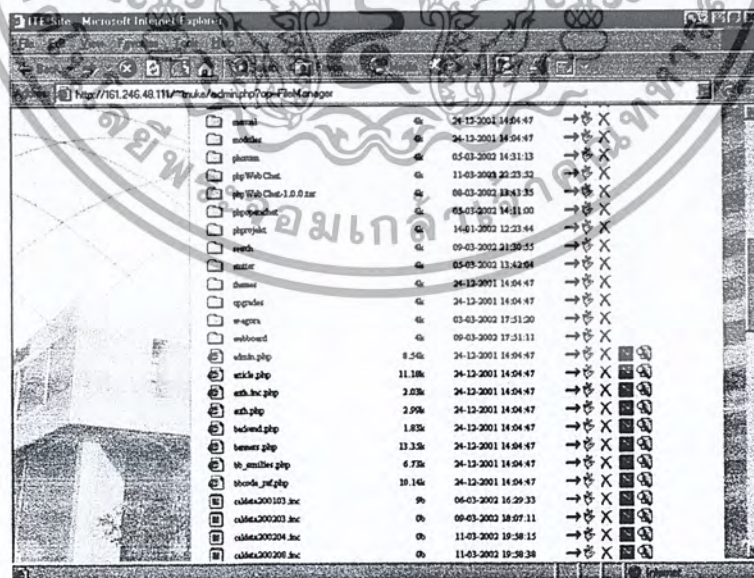 ITE-Site - Microsoft Internet Explorer
http://161.246.48.111/~tnuke/admin.php?op=FileManager
manual 4k 24-12-2001 14:04:47
modules 4k 24-12-2001 14:04:47
phorum 4k 05-03-2002 14:31:13
phpWebChat 4k 11-03-2002 22:23:52
phpWebChat-1.0.0.tar 4k 08-03-2002 13:43:35
phpopenchat 4k 05-03-2002 14:11:00
phprojekt 4k 14-01-2002 12:23:44
search 4k 09-03-2002 21:30:55
4k 05-03-2002 13:42:04
themes 4k 24-12-2001 14:04:47
upgrades 4k 24-12-2001 14:04:47
w-agora 4k 03-03-2002 17:51:20
webboard 4k 09-03-2002 17:51:11
admin.php 8.54k 24-12-2001 14:04:47
article.php 11.18k 24-12-2001 14:04:47
auth.inc.php 2.03k 24-12-2001 14:04:47
auth.php 2.99k 24-12-2001 14:04:47
backend.php 1.83k 24-12-2001 14:04:47
banners.php 13.35k 24-12-2001 14:04:47
bb_smilies.php 6.73k 24-12-2001 14:04:47
bbcode_ref.php 10.14k 24-12-2001 14:04:47
caldata200103.inc 9b 06-03-2002 16:29:33
caldata200203.inc 0b 09-03-2002 18:07:11
caldata200204.inc 0b 11-03-2002 19:58:15
caldata200208.inc 0b 11-03-2002 19:58:38
Internet